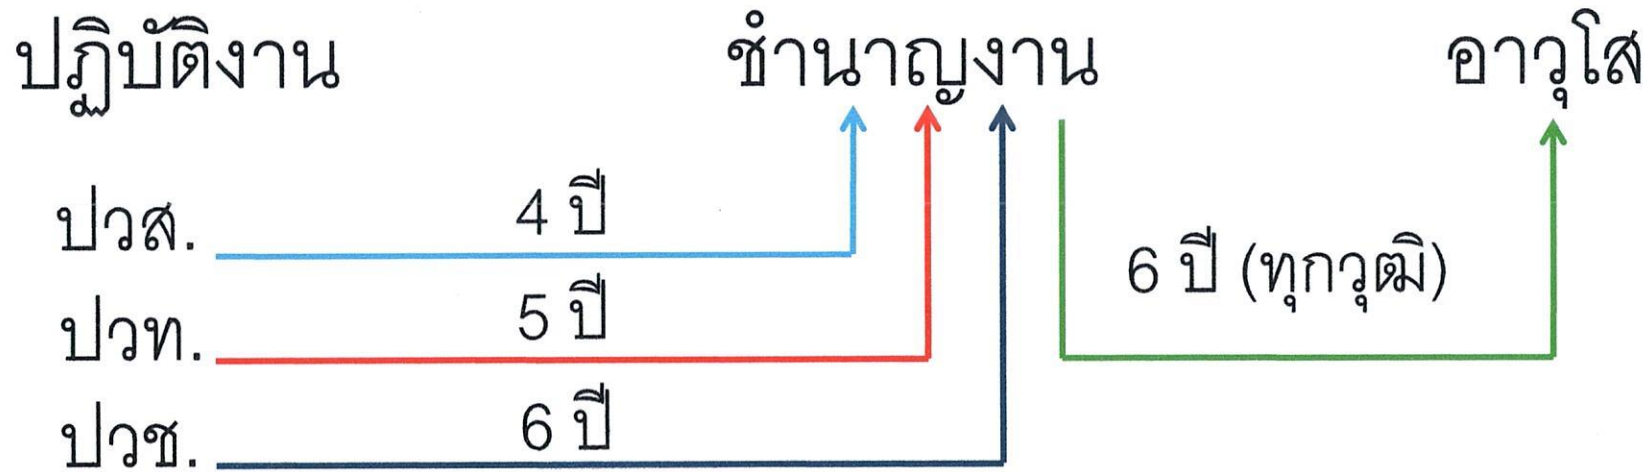 ปฏิบัติงาน ชำนาญงาน อาวุโส
ปวส. 4 ปี
6 ปี (ทุกวุฒิ)
ปวท. 5 ปี
ปวช. 6 ปี